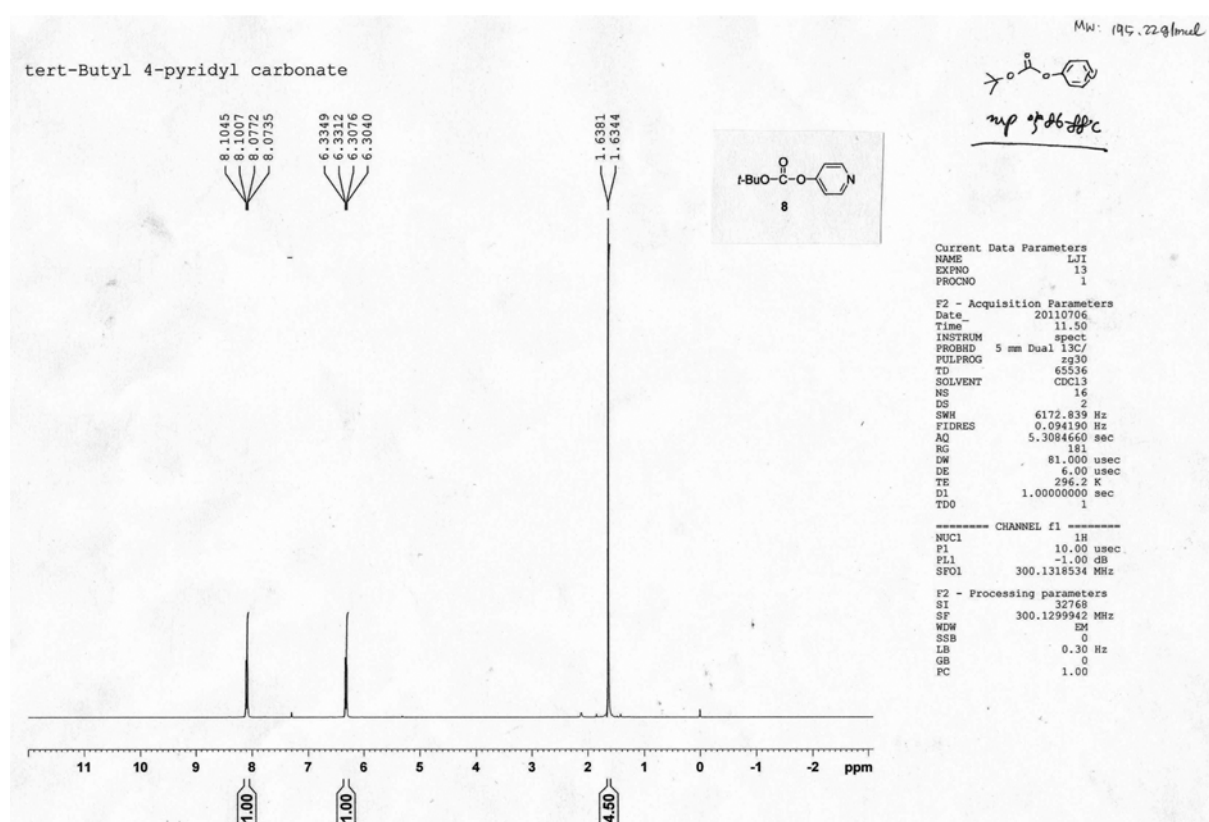 MW: 195.22g/mol
tert-Butyl 4-pyridyl carbonate
8.1045
8.1007
8.0772
8.0735
6.3349
6.3312
6.3076
6.3040
1.6381
1.6344
O
O O N
O
t-BuO-C-O N
8
mp
Current Data Parameters
NAME LJI
EXPNO 13
PROCNO 1
F2 - Acquisition Parameters
Date_ 20110706
Time 11.50
INSTRUM spect
PROBHD 5 mm Dual 13C/
PULPROG zg30
TD 65536
SOLVENT CDCl3
NS 16
DS 2
SWH 6172.839 Hz
FIDRES 0.094190 Hz
AQ 5.3084660 sec
RG 181
DW 81.000 usec
DE 6.00 usec
TE 296.2 K
D1 1.00000000 sec
TD0 1
======== CHANNEL f1 ========
NUC1 1H
P1 10.00 usec
PL1 -1.00 dB
SFO1 300.1318534 MHz
F2 - Processing parameters
SI 32768
SF 300.1299942 MHz
WDW EM
SSB 0
LB 0.30 Hz
GB 0
PC 1.00
11 10 9 8 7 6 5 4 3 2 1 0 -1 -2 ppm
1.00 1.00 4.50